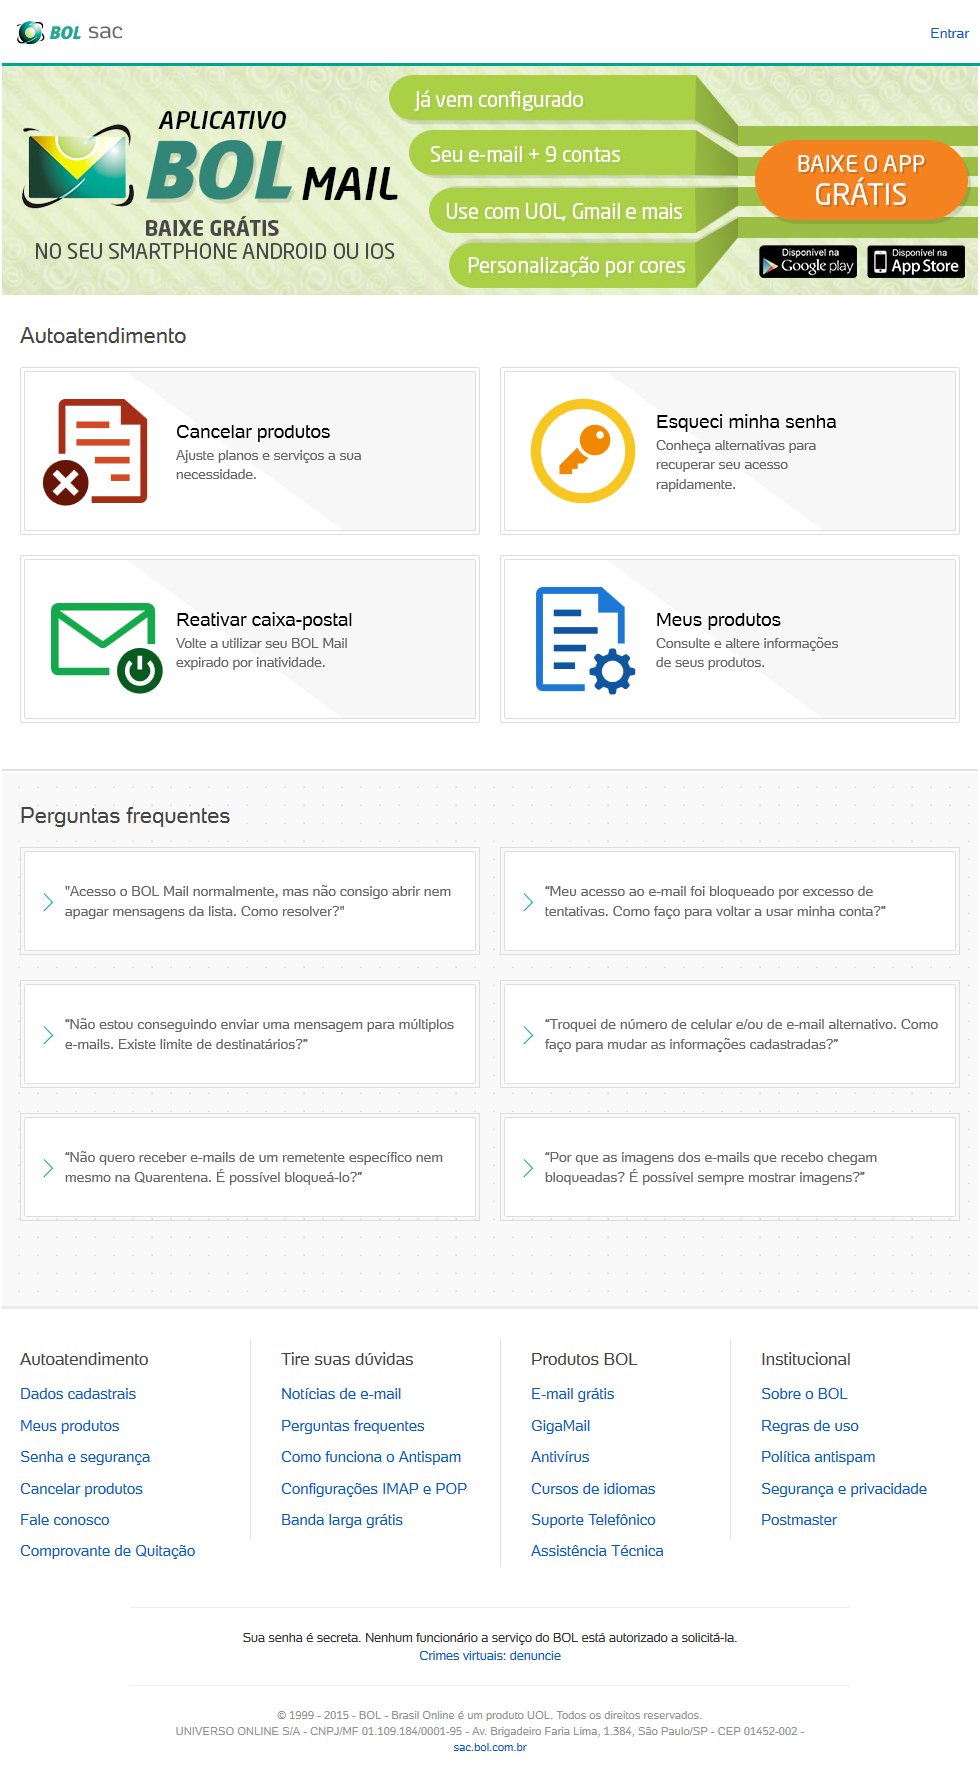 BOL sac
Entrar
APLICATIVO
BOL MAIL
BAIXE GRÁTIS
NO SEU SMARTPHONE ANDROID OU IOS
Já vem configurado
Seu e-mail + 9 contas
Use com UOL, Gmail e mais
Personalização por cores
BAIXE O APP
GRÁTIS
Disponível na
Google play
Disponível na
App Store
Autoatendimento
Cancelar produtos
Ajuste planos e serviços a sua
necessidade.
Esqueci minha senha
Conheça alternativas para
recuperar seu acesso
rapidamente.
Reativar caixa-postal
Volte a utilizar seu BOL Mail
expirado por inatividade.
Meus produtos
Consulte e altere informações
de seus produtos.
Perguntas frequentes
"Acesso o BOL Mail normalmente, mas não consigo abrir nem
apagar mensagens da lista. Como resolver?"
“Meu acesso ao e-mail foi bloqueado por excesso de
tentativas. Como faço para voltar a usar minha conta?”
“Não estou conseguindo enviar uma mensagem para múltiplos
e-mails. Existe limite de destinatários?”
“Troquei de número de celular e/ou de e-mail alternativo. Como
faço para mudar as informações cadastradas?”
“Não quero receber e-mails de um remetente específico nem
mesmo na Quarentena. É possível bloqueá-lo?”
“Por que as imagens dos e-mails que recebo chegam
bloqueadas? É possível sempre mostrar imagens?”
Autoatendimento
Dados cadastrais
Meus produtos
Senha e segurança
Cancelar produtos
Fale conosco
Comprovante de Quitação
Tire suas dúvidas
Notícias de e-mail
Perguntas frequentes
Como funciona o Antispam
Configurações IMAP e POP
Banda larga grátis
Produtos BOL
E-mail grátis
GigaMail
Antivírus
Cursos de idiomas
Suporte Telefônico
Assistência Técnica
Institucional
Sobre o BOL
Regras de uso
Política antispam
Segurança e privacidade
Postmaster
Sua senha é secreta. Nenhum funcionário a serviço do BOL está autorizado a solicitá-la.
Crimes virtuais: denuncie
© 1999 - 2015 - BOL - Brasil Online é um produto UOL. Todos os direitos reservados.
UNIVERSO ONLINE S/A - CNPJ/MF 01.109.184/0001-95 - Av. Brigadeiro Faria Lima, 1.384, São Paulo/SP - CEP 01452-002 -
sac.bol.com.br